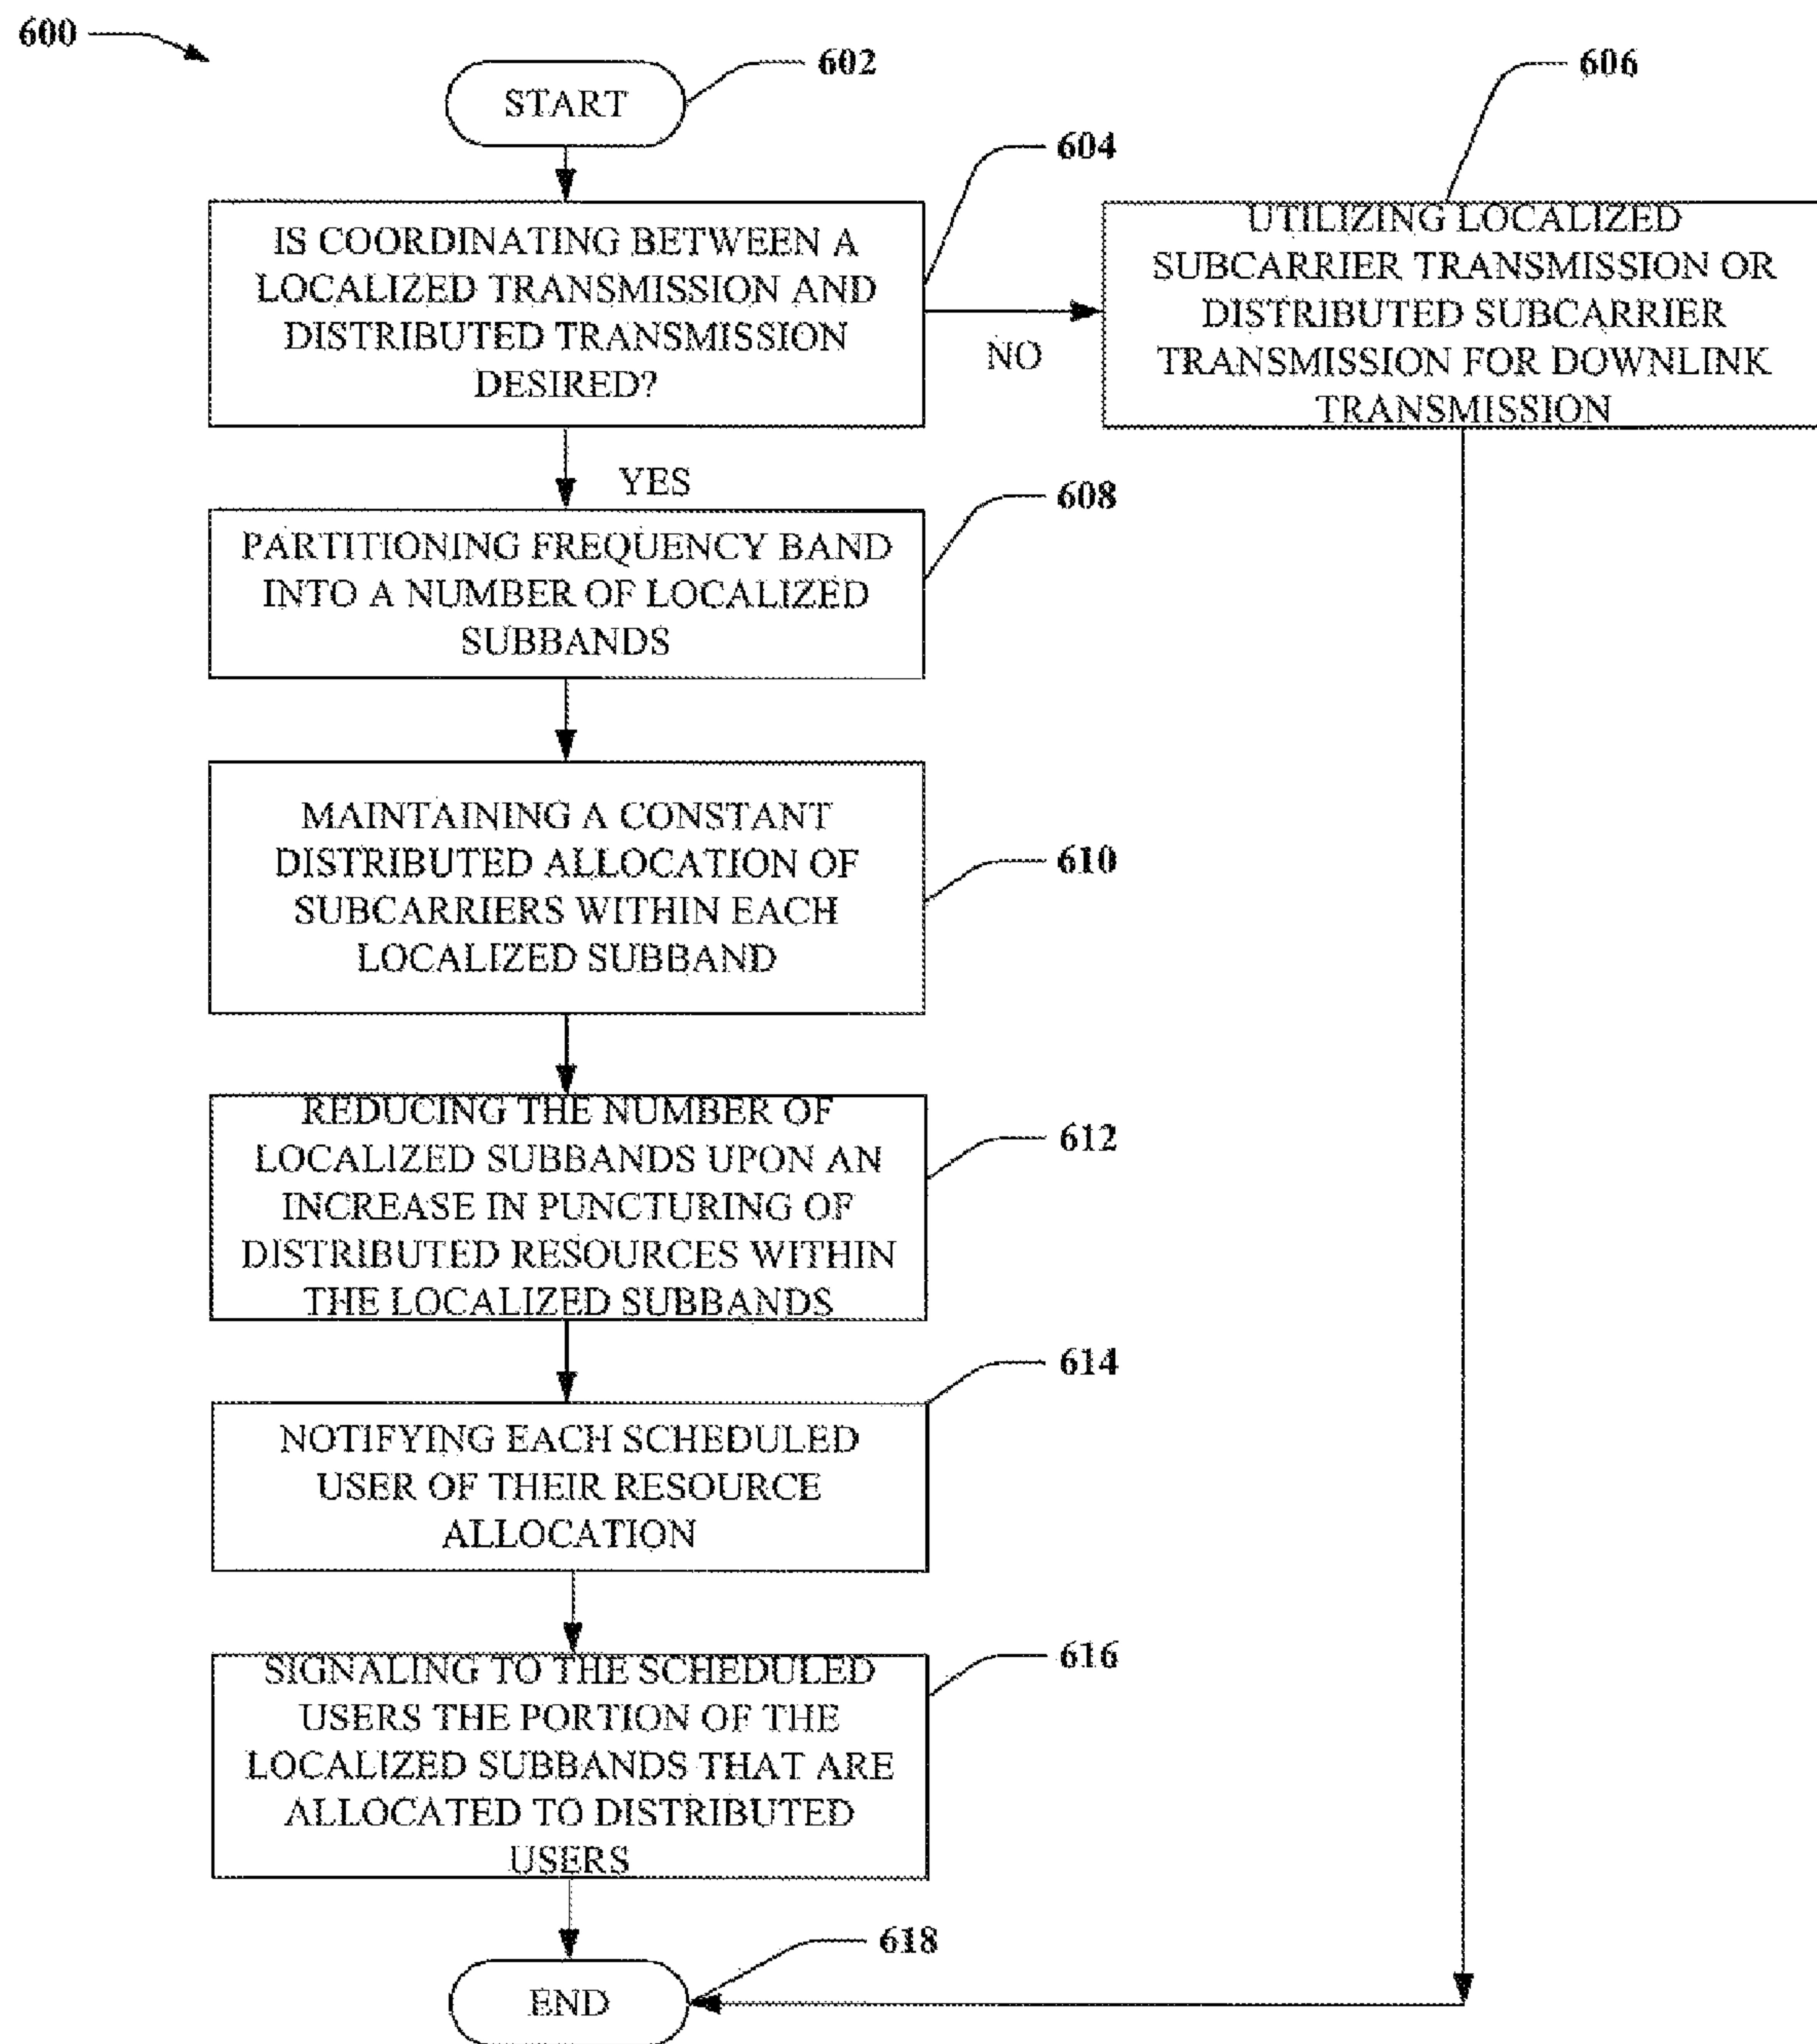 600
602
START
604
606
IS COORDINATING BETWEEN A
LOCALIZED TRANSMISSION AND
DISTRIBUTED TRANSMISSION
DESIRED?
NO
UTILIZING LOCALIZED
SUBCARRIER TRANSMISSION OR
DISTRIBUTED SUBCARRIER
TRANSMISSION FOR DOWNLINK
TRANSMISSION
YES
608
PARTITIONING FREQUENCY BAND
INTO A NUMBER OF LOCALIZED
SUBBANDS
610
MAINTAINING A CONSTANT
DISTRIBUTED ALLOCATION OF
SUBCARRIERS WITHIN EACH
LOCALIZED SUBBAND
612
REDUCING THE NUMBER OF
LOCALIZED SUBBANDS UPON AN
INCREASE IN PUNCTURING OF
DISTRIBUTED RESOURCES WITHIN
THE LOCALIZED SUBBANDS
614
NOTIFYING EACH SCHEDULED
USER OF THEIR RESOURCE
ALLOCATION
616
SIGNALING TO THE SCHEDULED
USERS THE PORTION OF THE
LOCALIZED SUBBANDS THAT ARE
ALLOCATED TO DISTRIBUTED
USERS
618
END